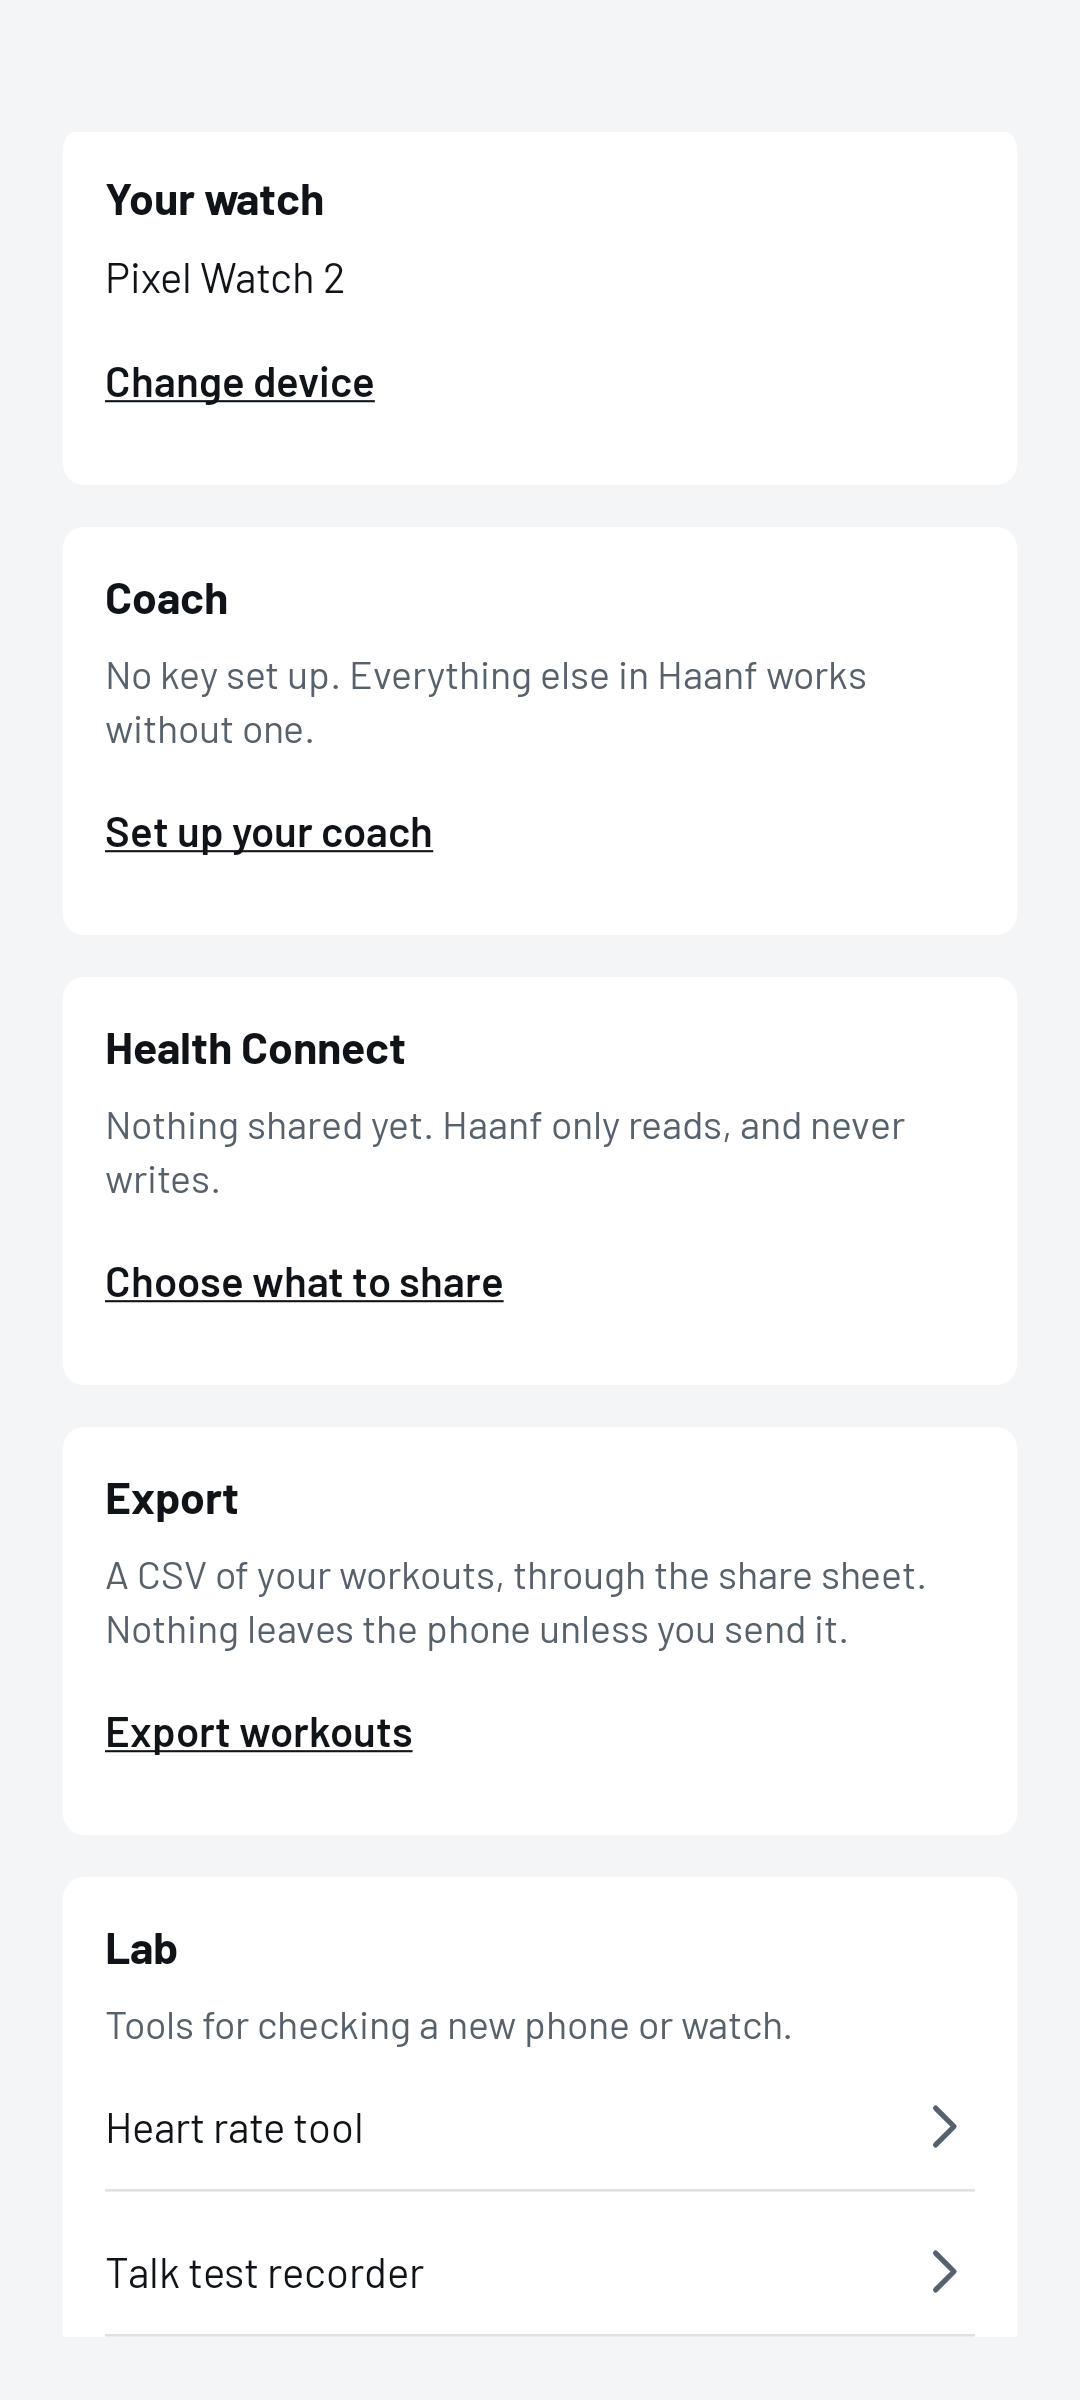 Your watch
Pixel Watch 2
Change device
Coach
No key set up. Everything else in Haanf works
without one.
Set up your coach
Health Connect
Nothing shared yet. Haanf only reads, and never
writes.
Choose what to share
Export
A CSV of your workouts, through the share sheet.
Nothing leaves the phone unless you send it.
Export workouts
Lab
Tools for checking a new phone or watch.
Heart rate tool
Talk test recorder